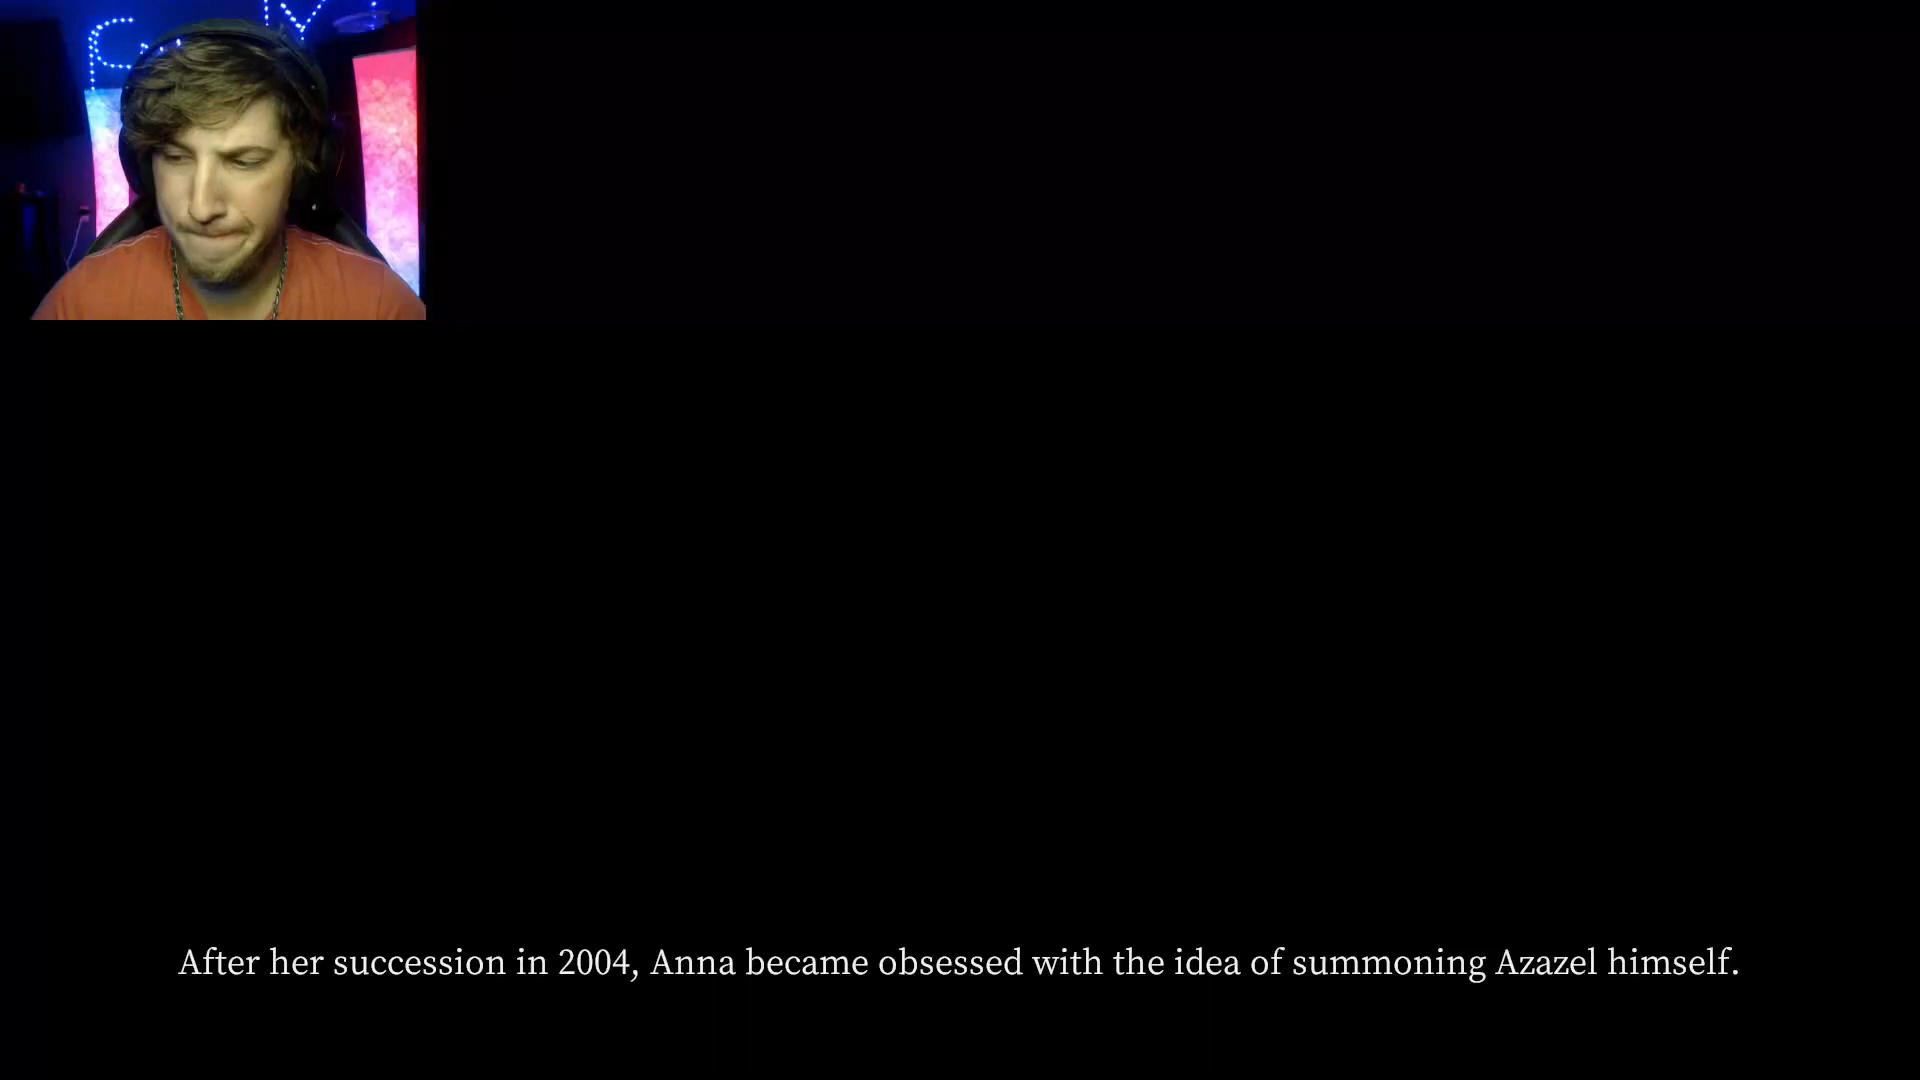 After her succession in 2004, Anna became obsessed with the idea of summoning Azazel himself.